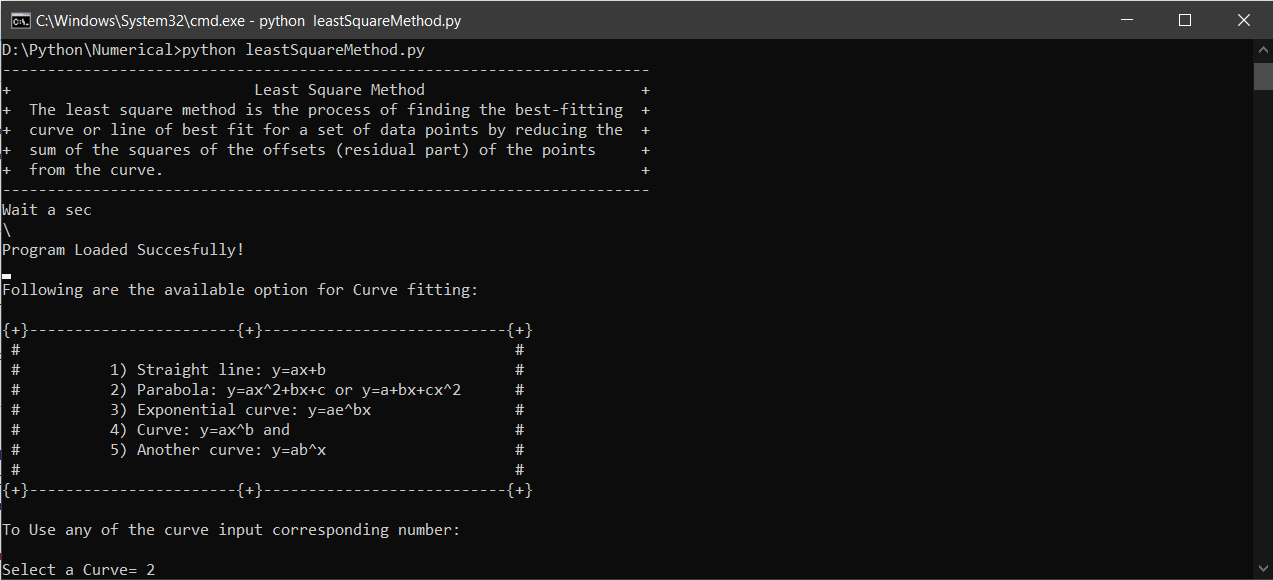 C:\Windows\System32\cmd.exe - python  leastSquareMethod.py
D:\Python\Numerical>python leastSquareMethod.py
------------------------------------------------------------------------
+                           Least Square Method                        +
+  The least square method is the process of finding the best-fitting  +
+  curve or line of best fit for a set of data points by reducing the  +
+  sum of the squares of the offsets (residual part) of the points     +
+  from the curve.                                                     +
------------------------------------------------------------------------
Wait a sec
\
Program Loaded Succesfully!
Following are the available option for Curve fitting:
{+}-----------------------{+}---------------------------{+}
 #                                                       #
 #          1) Straight line: y=ax+b                     #
 #          2) Parabola: y=ax^2+bx+c or y=a+bx+cx^2      #
 #          3) Exponential curve: y=ae^bx                #
 #          4) Curve: y=ax^b and                         #
 #          5) Another curve: y=ab^x                     #
 #                                                       #
{+}-----------------------{+}---------------------------{+}
To Use any of the curve input corresponding number:
Select a Curve= 2